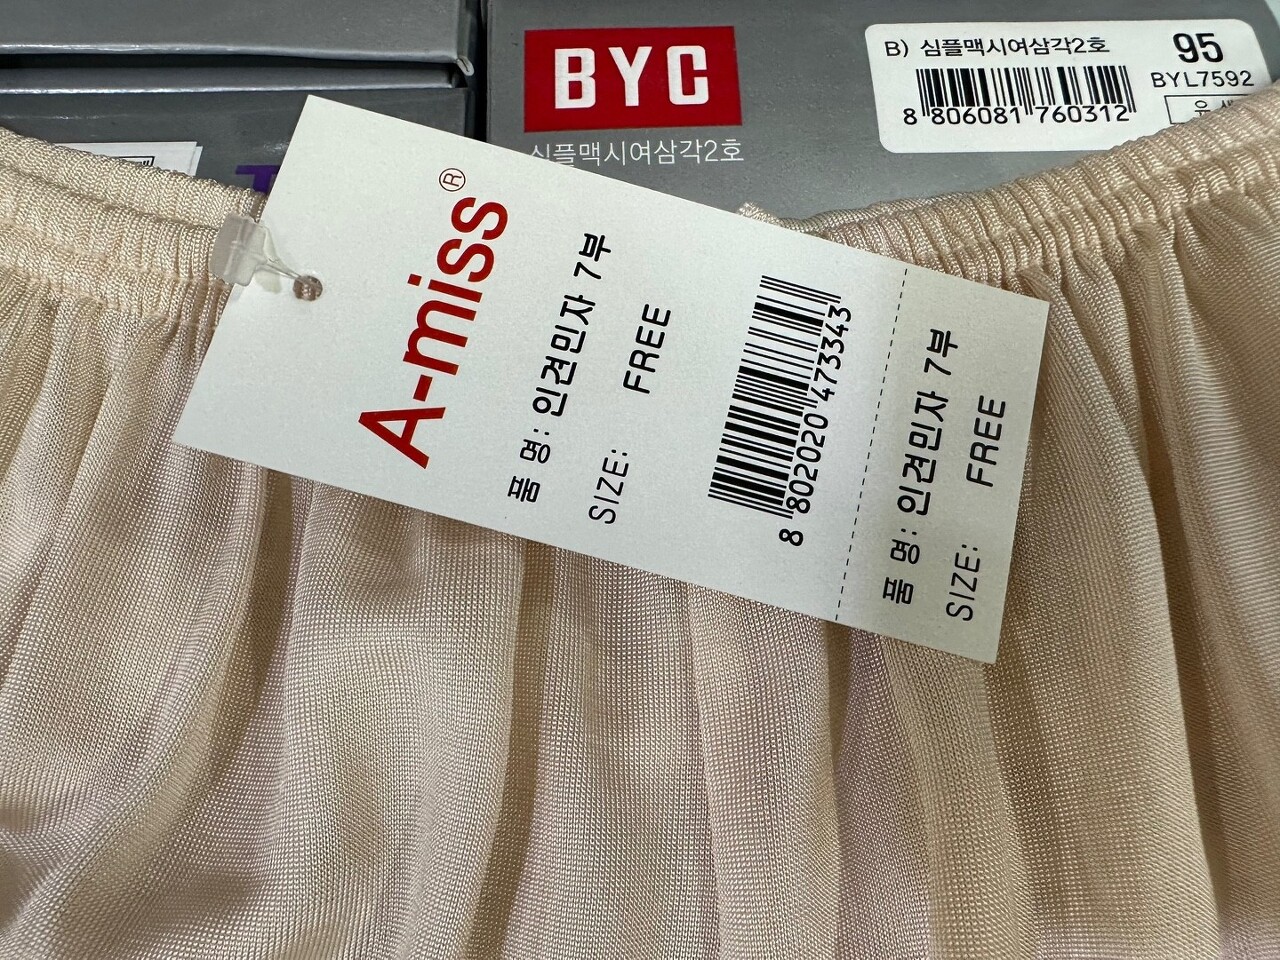 BYC
심플맥시여삼각2호
B) 심플맥시여삼각2호
95
BYL7592
8 806081 760312
A-miss®
품 명: 인견민자 7부
SIZE: FREE
8 802020 473343
품 명: 인견민자 7부
SIZE: FREE